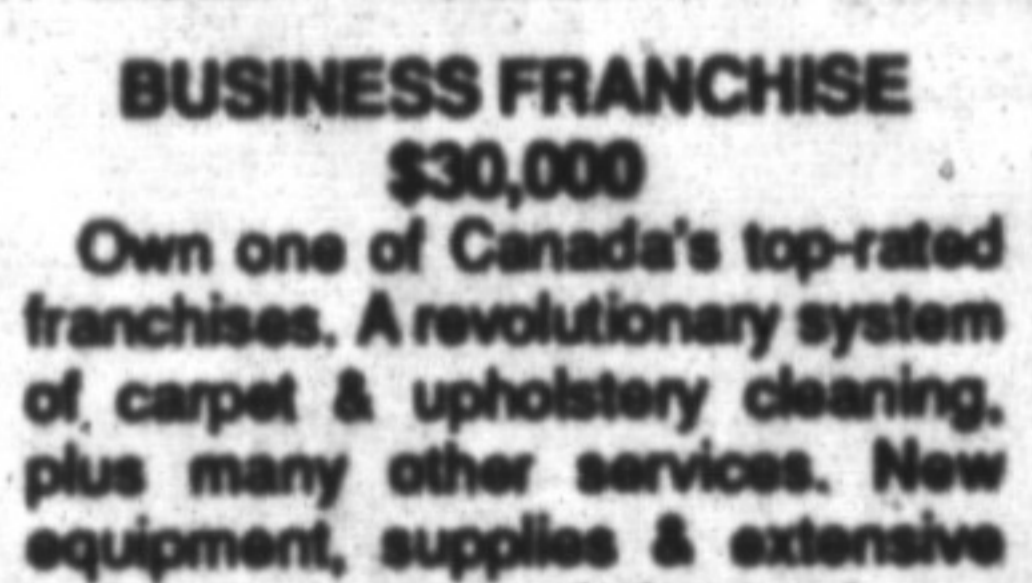 BUSINESS FRANCHISE
$30,000
Own one of Canada's top-rated
franchises. A revolutionary system
of carpet & upholstery cleaning,
plus many other services. New
equipment, supplies & extensive